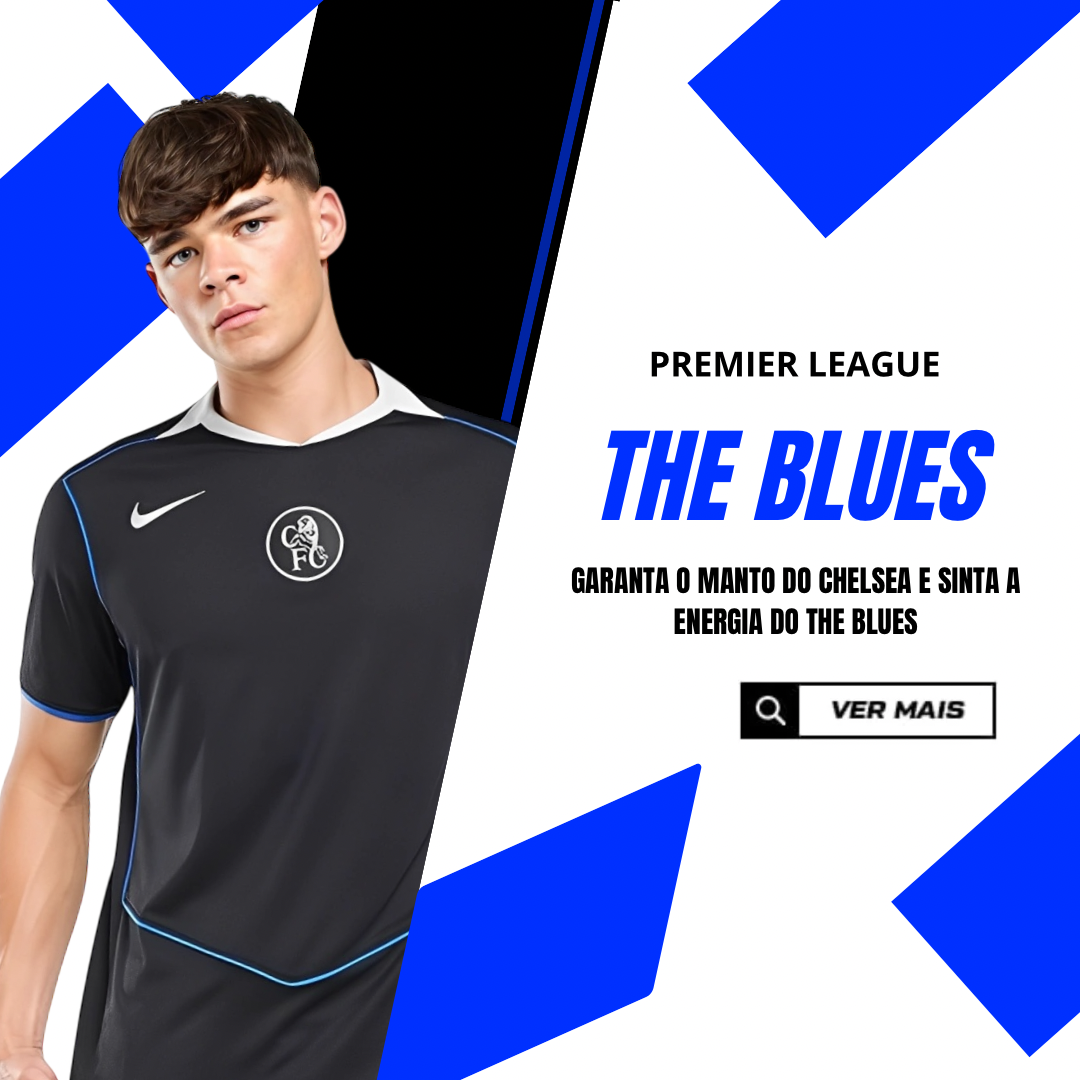 PREMIER LEAGUE
THE BLUES
GARANTA O MANTO DO CHELSEA E SINTA A
ENERGIA DO THE BLUES
VER MAIS
CFC